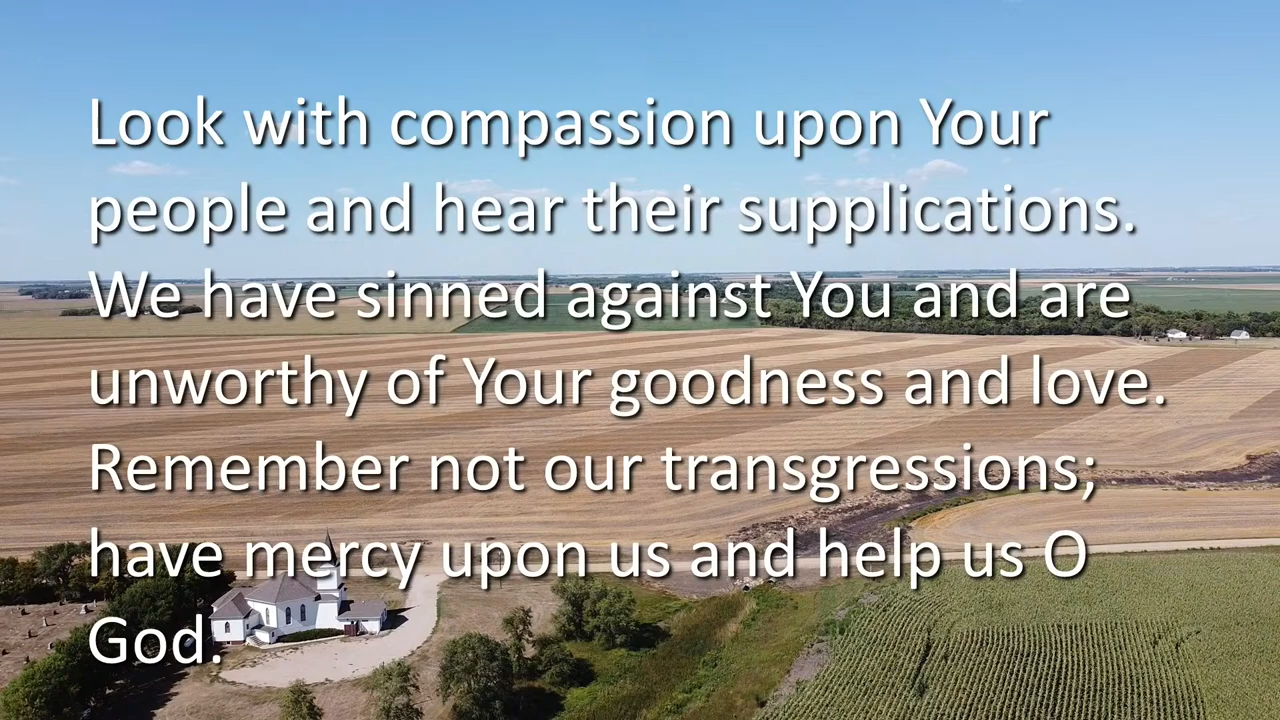 Look with compassion upon Your
people and hear their supplications.
We have sinned against You and are
unworthy of Your goodness and love.
Remember not our transgressions;
have mercy upon us and help us O
God.